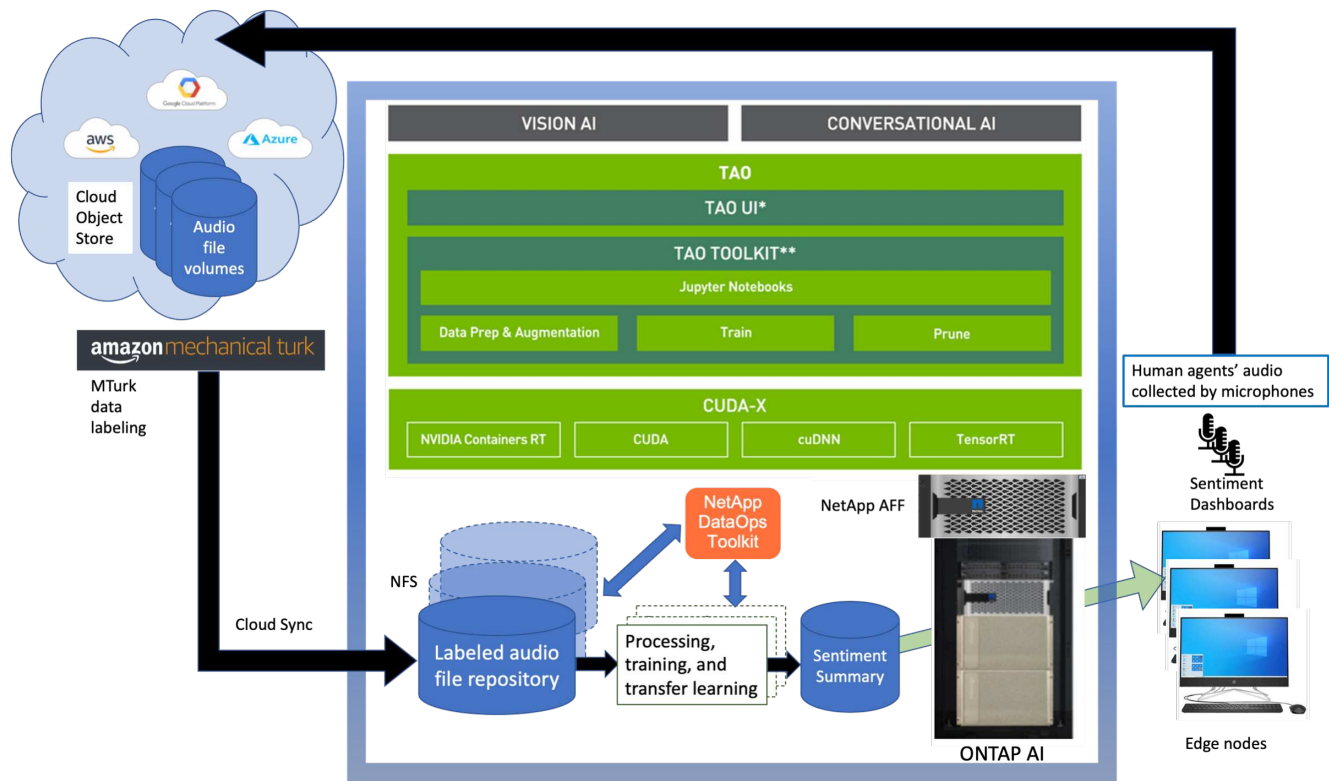 Google Cloud Platform
aws
Azure
Cloud
Object
Store
Audio
file
volumes
amazon mechanical turk
MTurk
data
labeling
Cloud Sync
VISION AI
CONVERSATIONAL AI
TAO
TAO UI*
TAO TOOLKIT**
Jupyter Notebooks
Data Prep & Augmentation
Train
Prune
CUDA-X
NVIDIA Containers RT
CUDA
cuDNN
TensorRT
NetApp
DataOps
Toolkit
NetApp AFF
NFS
Labeled audio
file repository
Processing,
training, and
transfer learning
Sentiment
Summary
ONTAP AI
Human agents' audio
collected by microphones
Sentiment
Dashboards
Edge nodes